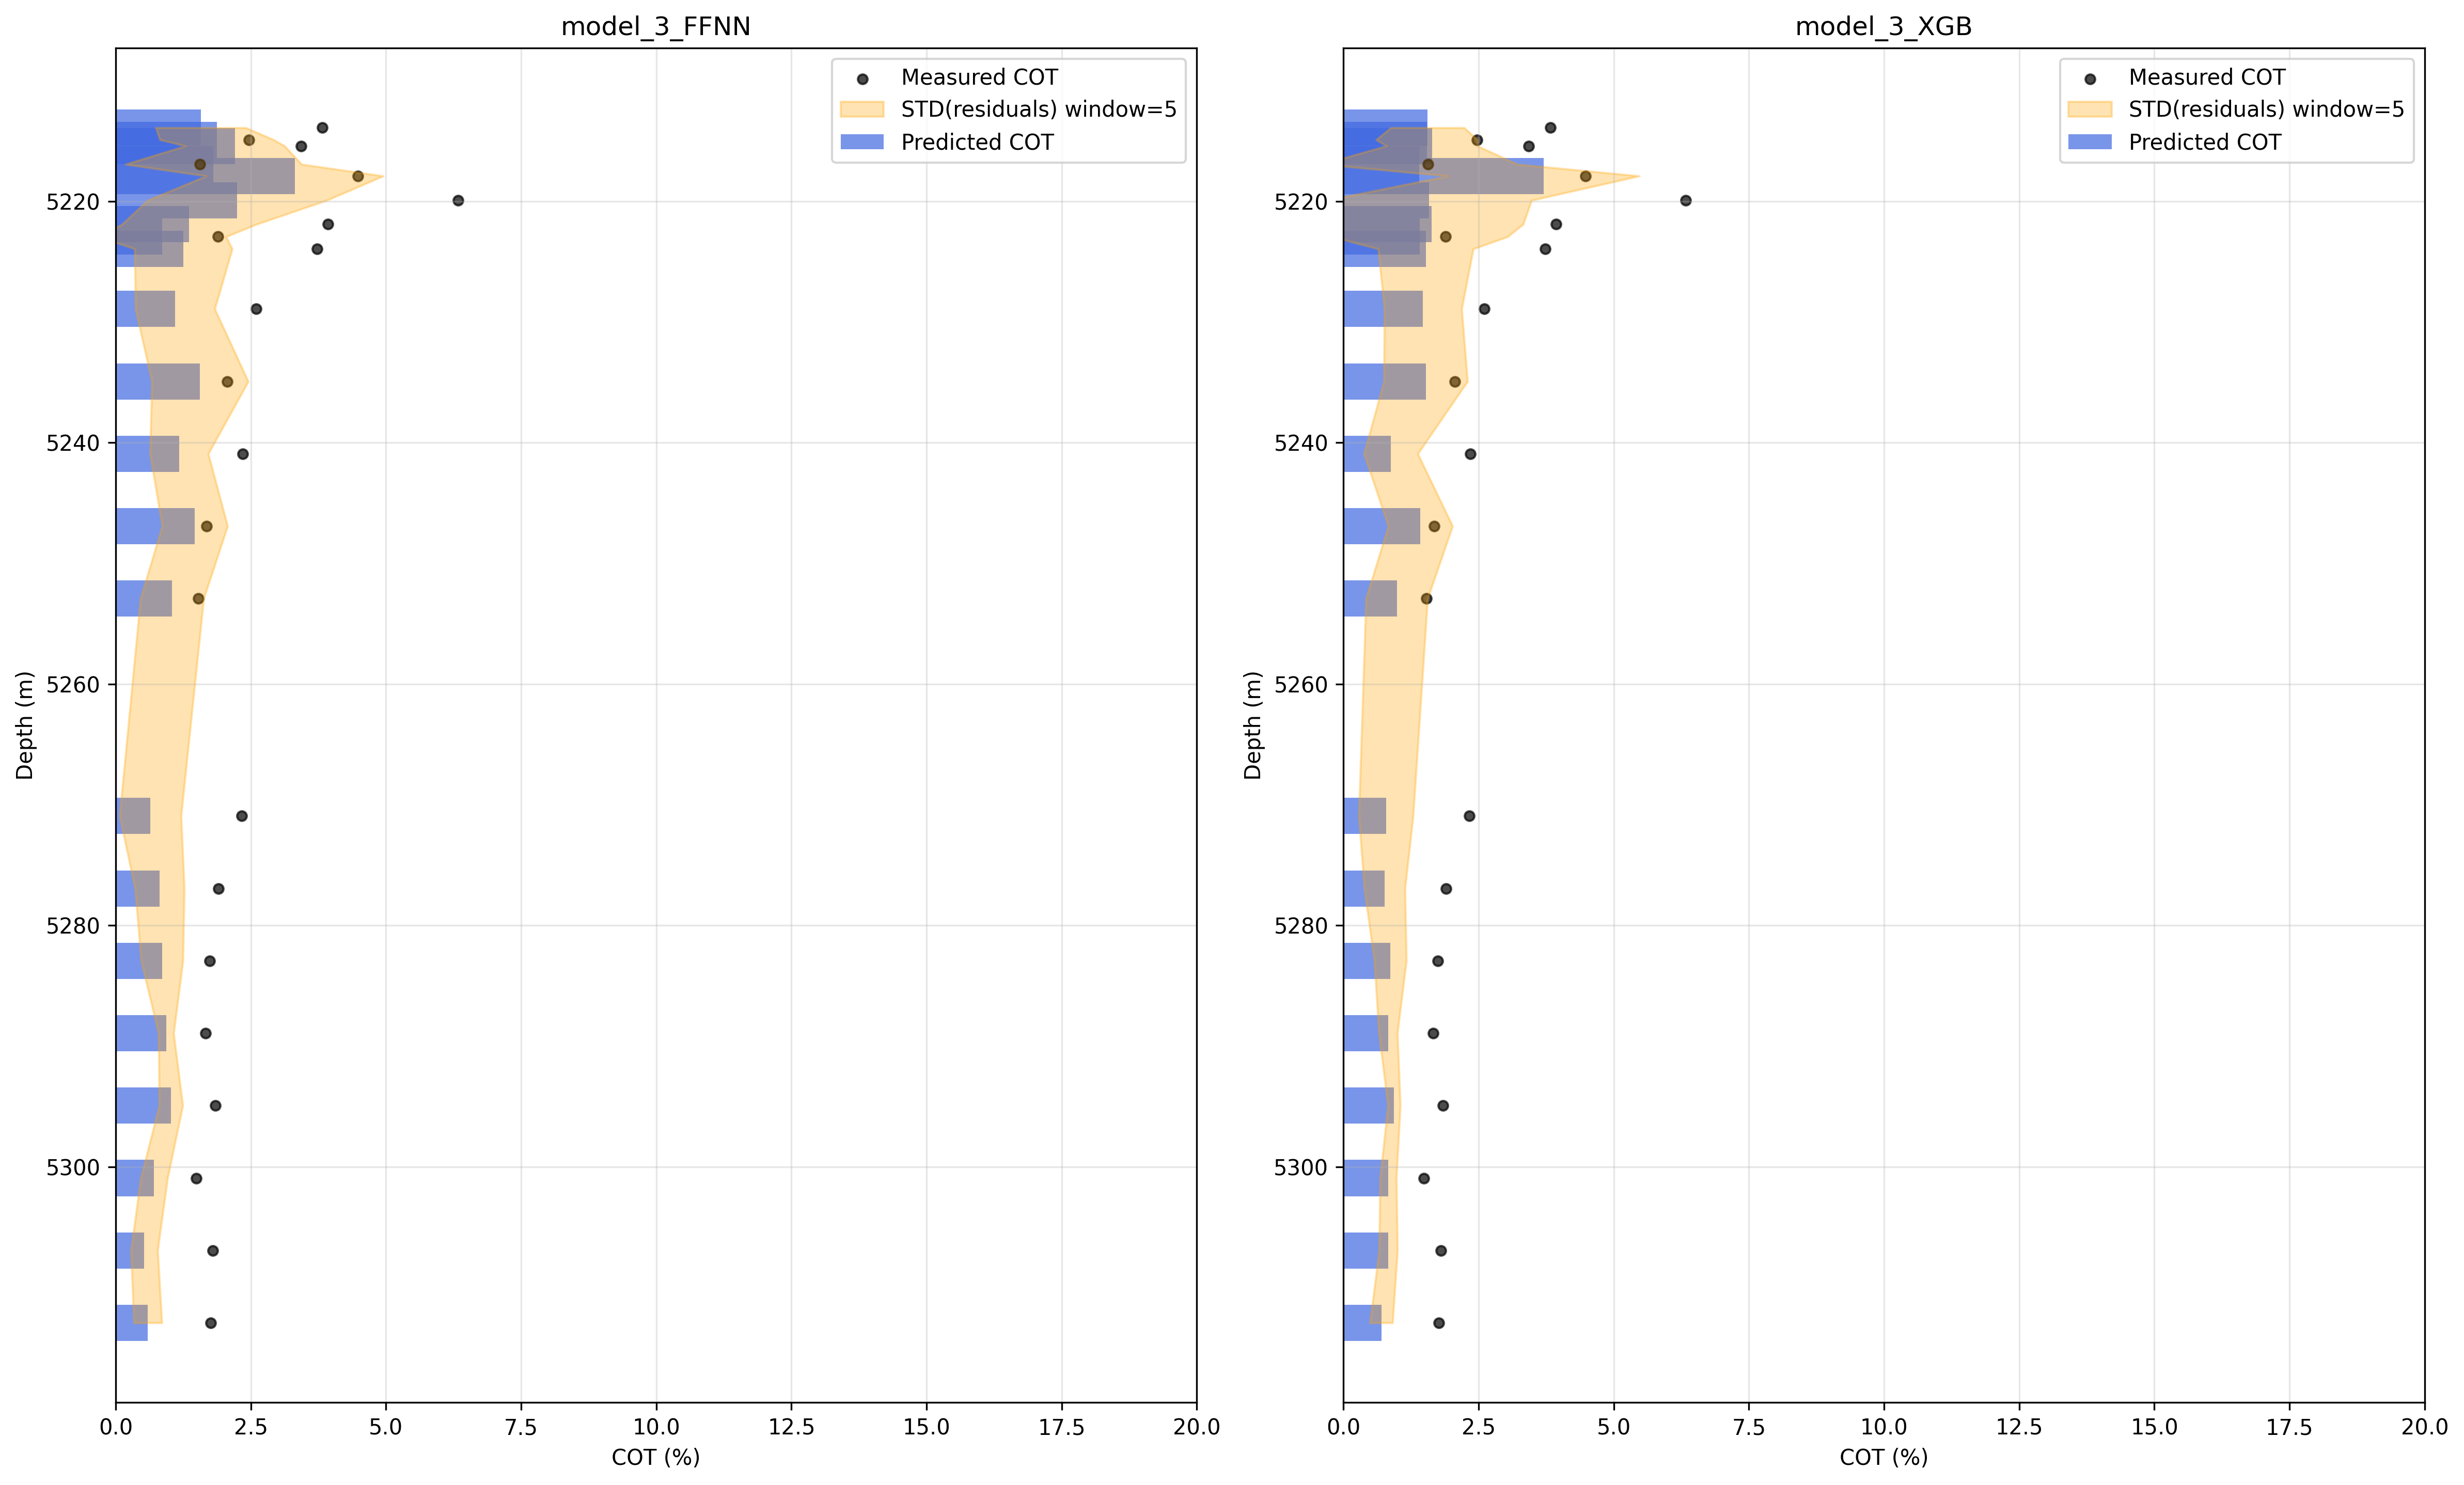 model_3_FFNN
Measured COT
STD(residuals) window=5
Predicted COT
5220
5240
5260
5280
5300
Depth (m)
0.0 2.5 5.0 7.5 10.0 12.5 15.0 17.5 20.0
COT (%)
model_3_XGB
Measured COT
STD(residuals) window=5
Predicted COT
5220
5240
5260
5280
5300
Depth (m)
0.0 2.5 5.0 7.5 10.0 12.5 15.0 17.5 20.0
COT (%)